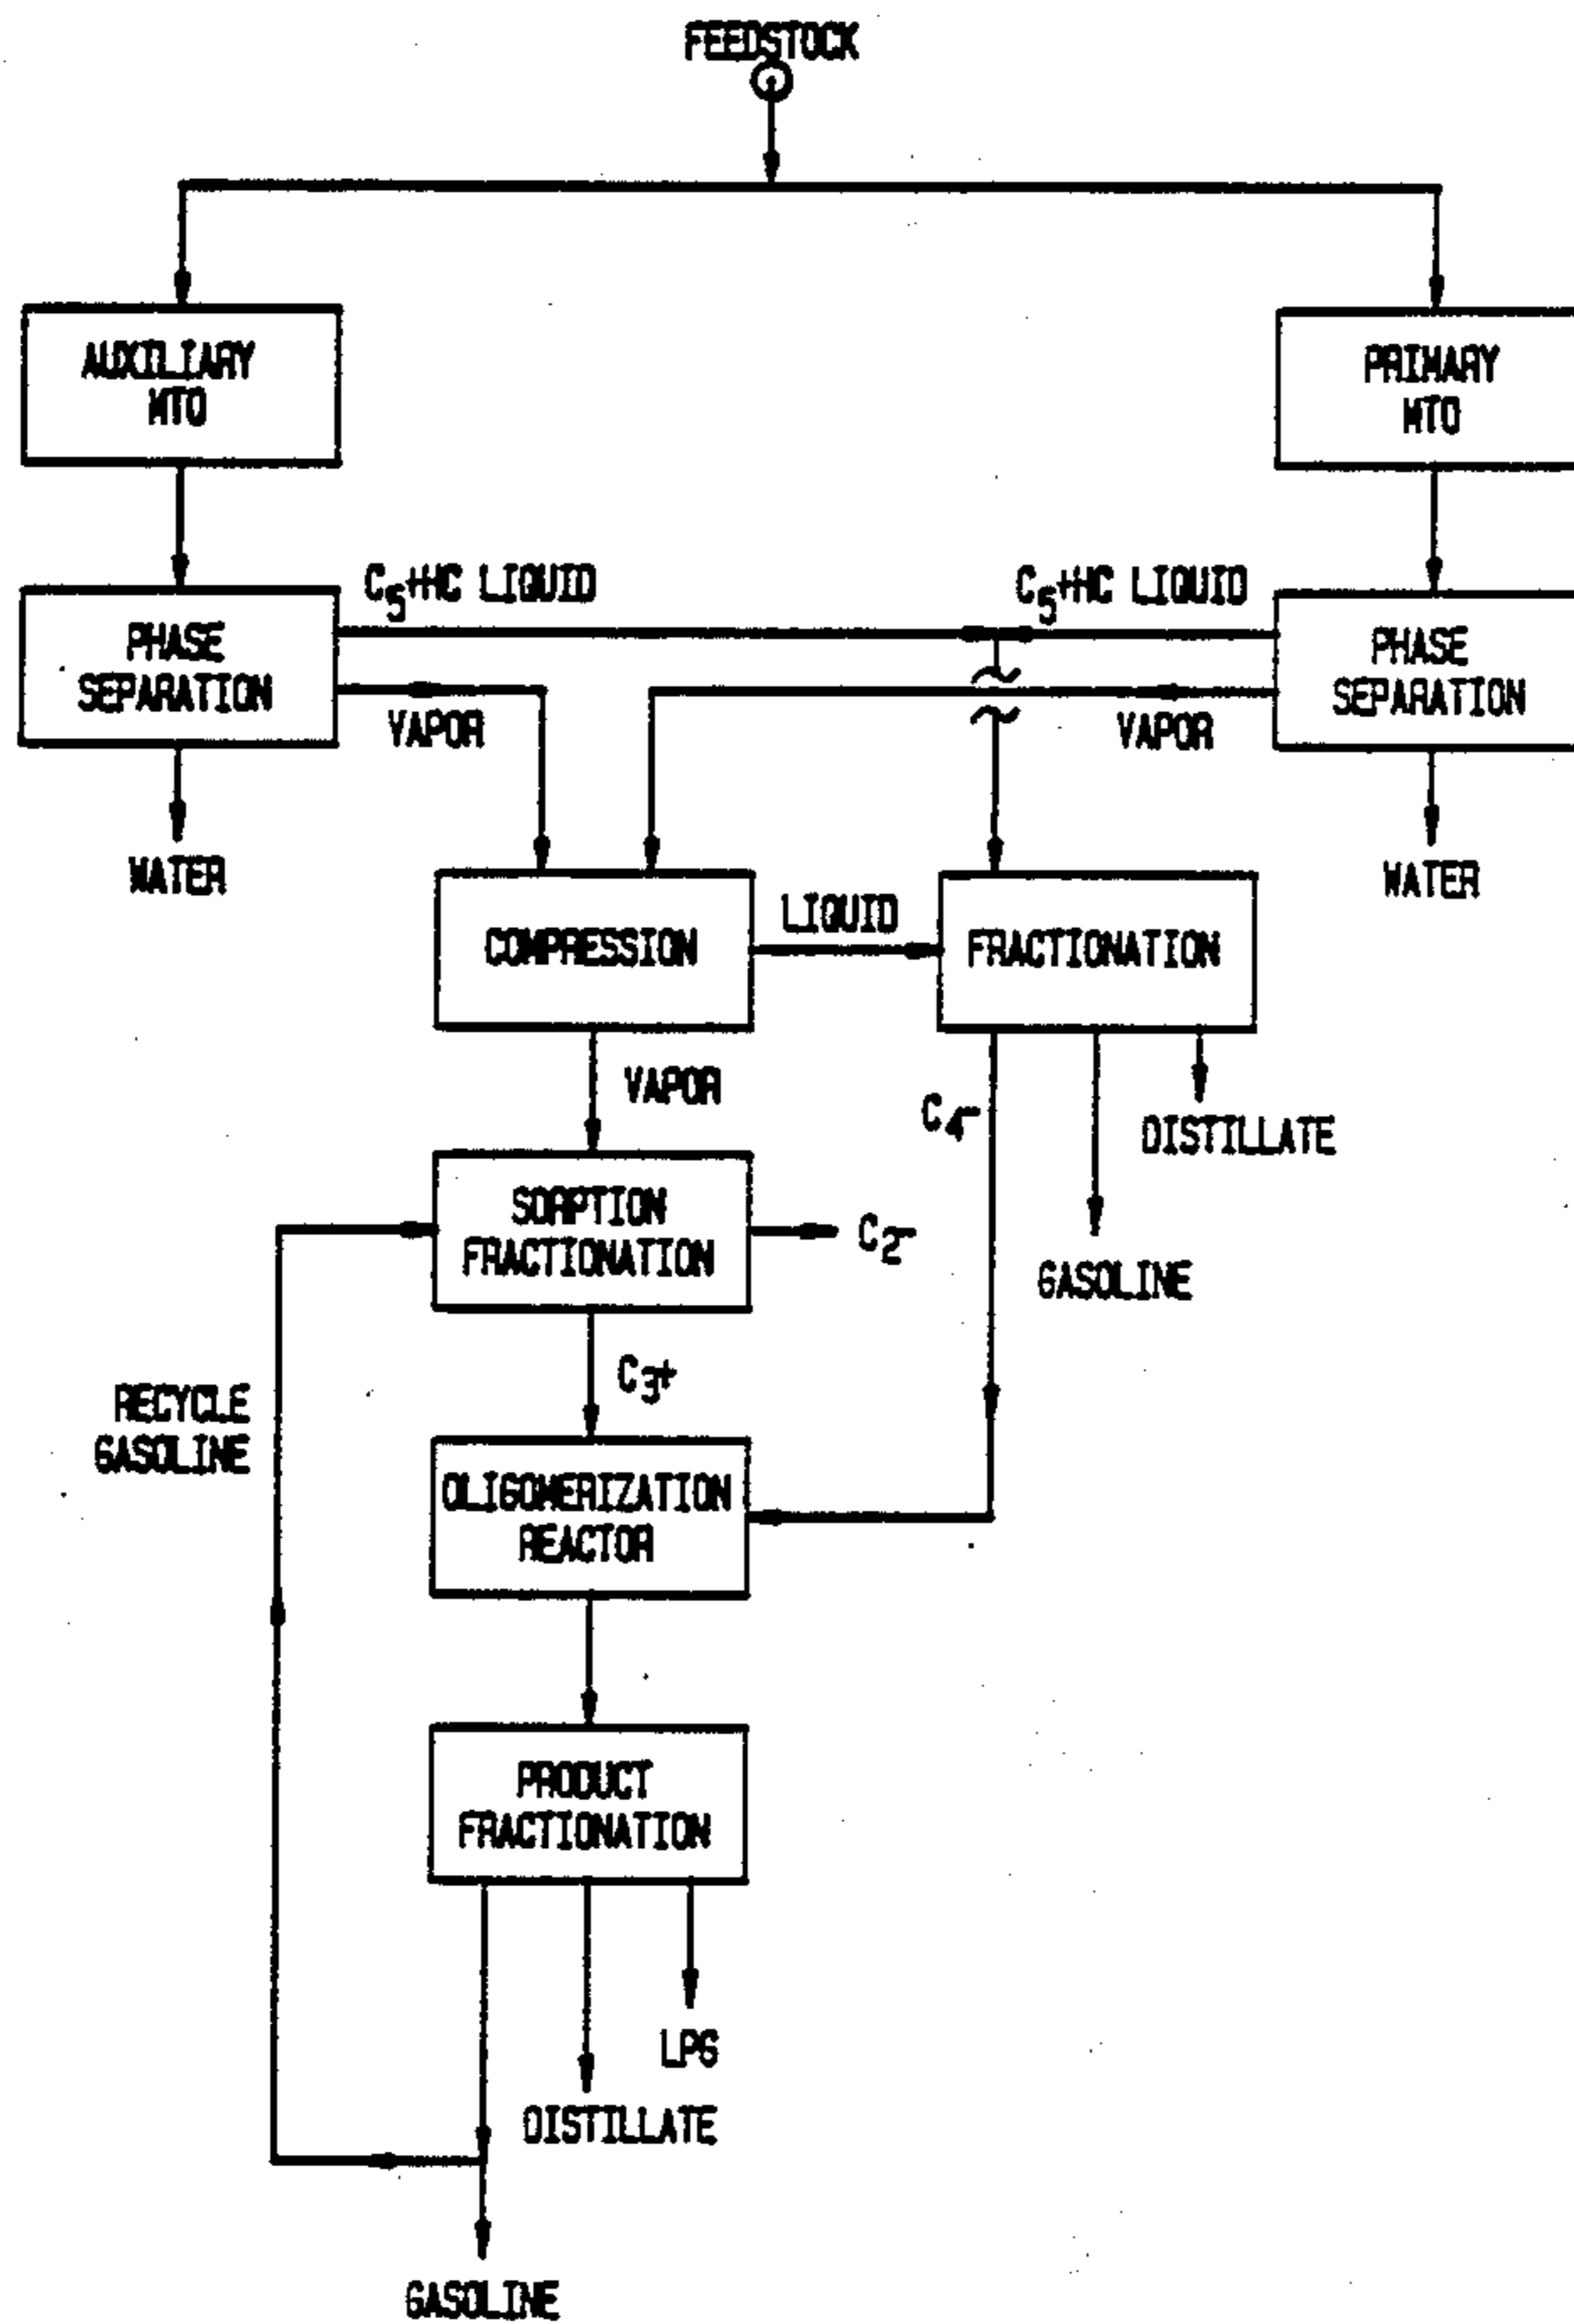 FEEDSTOCK
AUXILIARY
MTO
PRIMARY
MTO
C5+HC LIQUID
C5+HC LIQUID
PHASE
SEPARATION
PHASE
SEPARATION
VAPOR
VAPOR
WATER
WATER
LIQUID
COMPRESSION
FRACTIONATION
VAPOR
C4-
DISTILLATE
SORPTION
FRACTIONATION
C2-
GASOLINE
C3+
RECYCLE
GASOLINE
OLIGOMERIZATION
REACTOR
PRODUCT
FRACTIONATION
LPG
DISTILLATE
GASOLINE